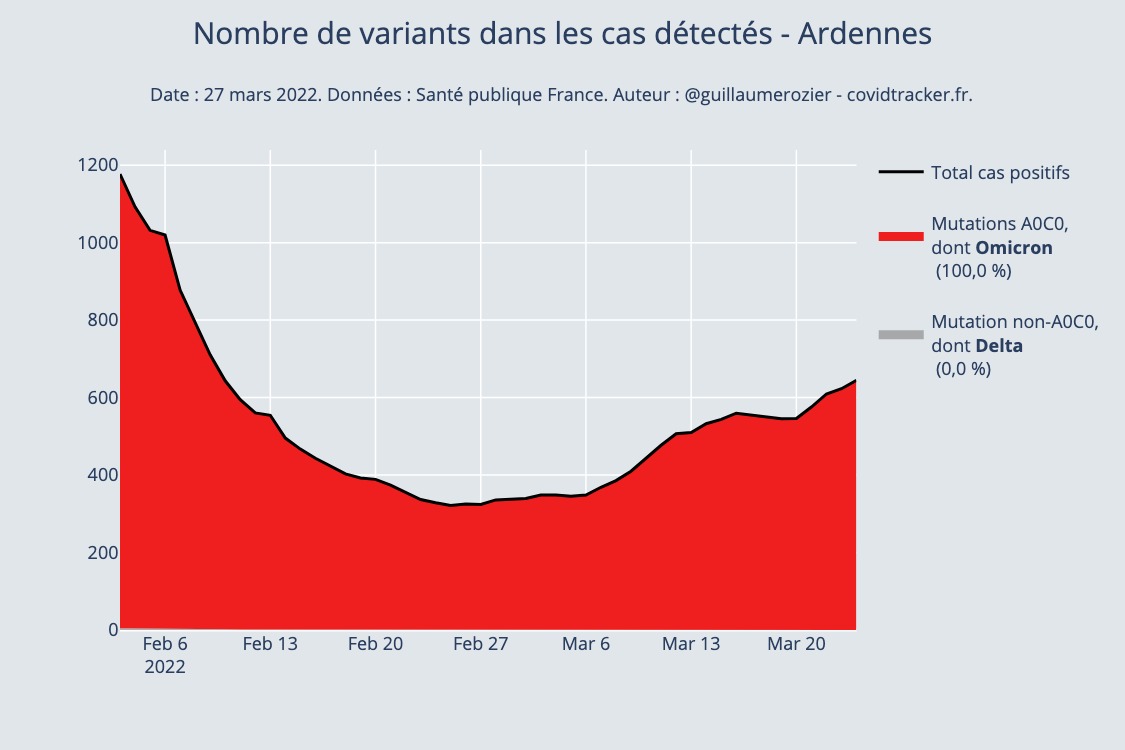 Nombre de variants dans les cas détectés - Ardennes
Date : 27 mars 2022. Données : Santé publique France. Auteur : @guillaumerozier - covidtracker.fr.
1200
1000
800
600
400
200
0
Feb 6
2022
Feb 13
Feb 20
Feb 27
Mar 6
Mar 13
Mar 20
Total cas positifs
Mutations A0C0,
dont Omicron
(100,0 %)
Mutation non-A0C0,
dont Delta
(0,0 %)